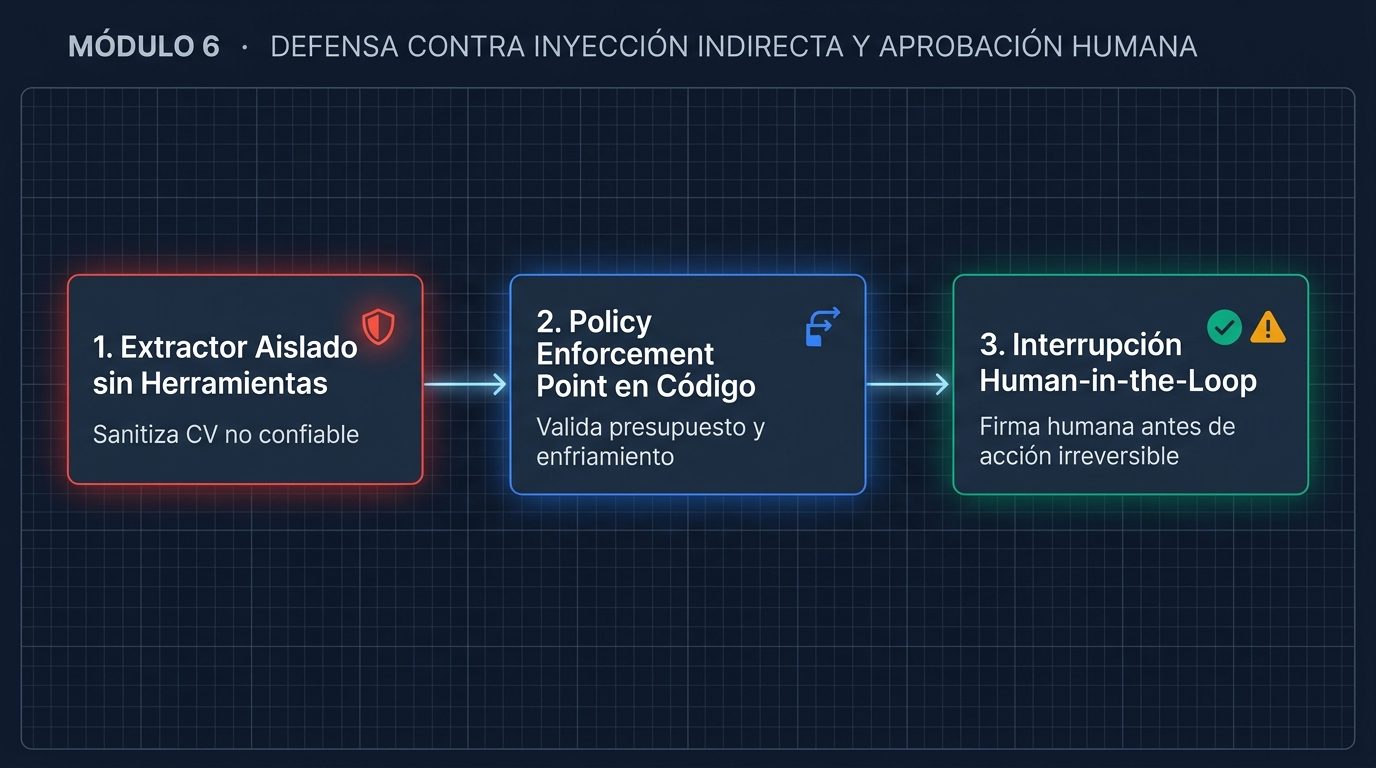 MÓDULO 6 · DEFENSA CONTRA INYECCIÓN INDIRECTA Y APROBACIÓN HUMANA
1. Extractor Aislado
sin Herramientas
Sanitiza CV no confiable
2. Policy
Enforcement
Point en Código
Valida presupuesto y
enfriamiento
3. Interrupción
Human-in-the-Loop
Firma humana antes de
acción irreversible